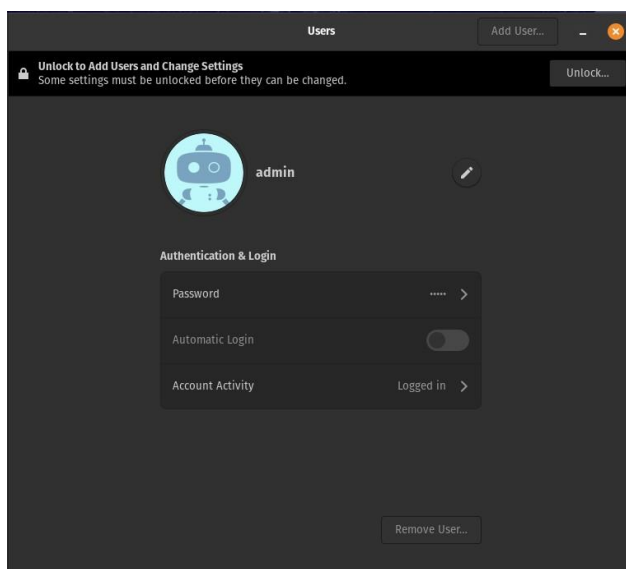 Users
Add User...
Unlock to Add Users and Change Settings
Some settings must be unlocked before they can be changed.
Unlock...
admin
Authentication & Login
Password
•••••
Automatic Login
Account Activity
Logged in
Remove User...